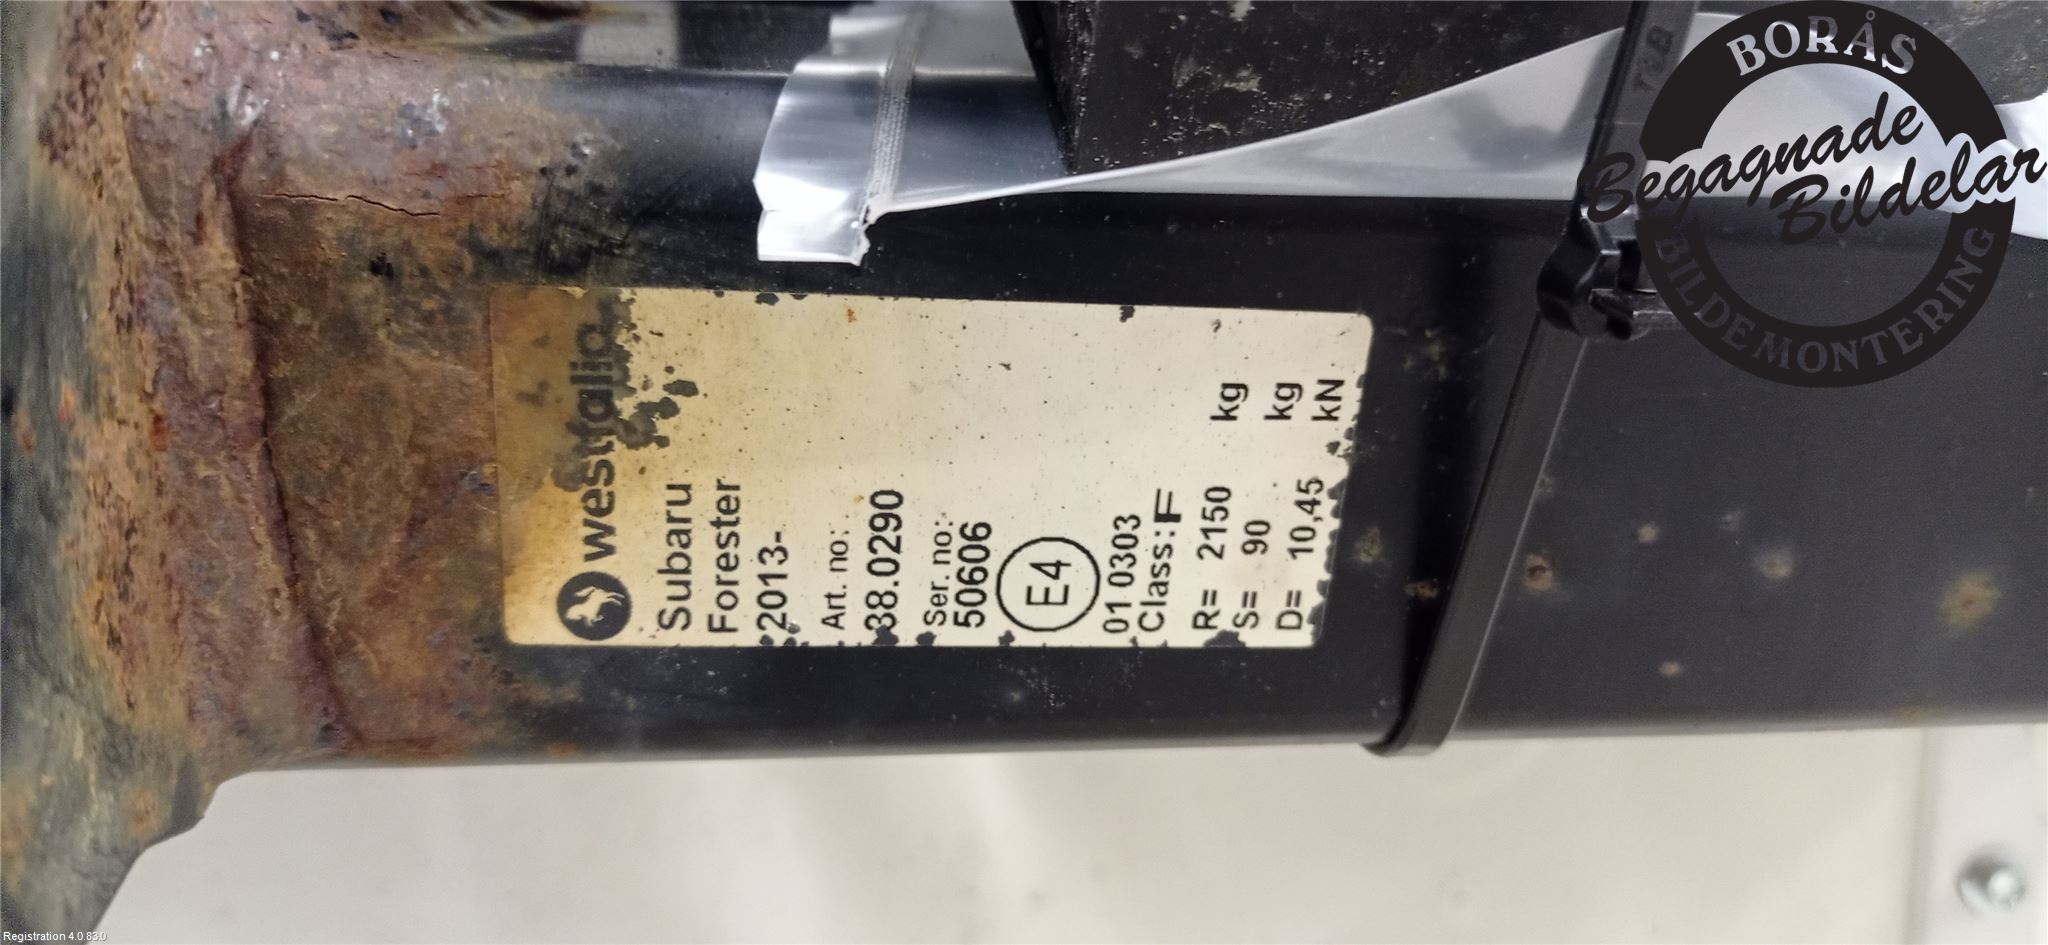 westfalia
Subaru
Forester
2013-
Art. no:
38.0290
Ser. no:
506606
E4
01 0303
Class: F
R= 2150 kg
S= 90 kg
D= 10,45 kN
BORÅS
Begagnade
Bildelar
BILDEMONTERING
Registration 4.0.83.0